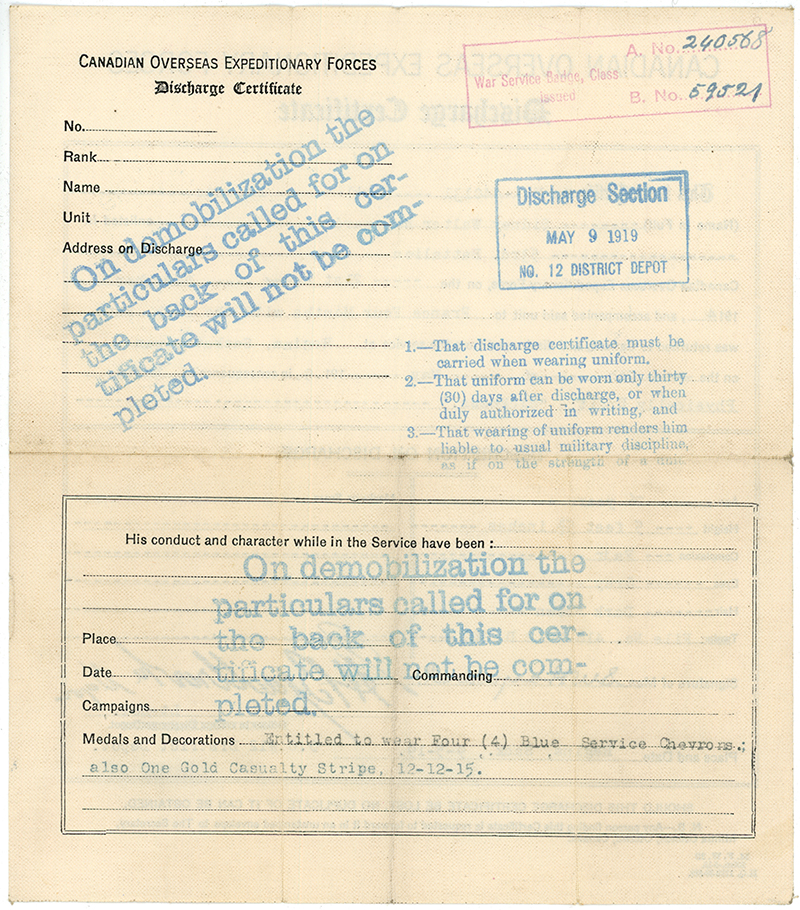 CANADIAN OVERSEAS EXPEDITIONARY FORCES
Discharge Certificate
A. No. 240568
War Service Badge, Class
issued
B. No. 59521
No.
Rank
Name
Unit
Address on Discharge
On demobilization the
particulars called for on
the back of this cer-
tificate will not be com-
pleted.
Discharge Section
MAY 9 1919
NO. 12 DISTRICT DEPOT
1.—That discharge certificate must be
carried when wearing uniform.
2.—That uniform can be worn only thirty
(30) days after discharge, or when
duly authorized in writing, and
3.—That wearing of uniform renders him
liable to usual military discipline,
as if on the strength of a
His conduct and character while in the Service have been :
On demobilization the
particulars called for on
the back of this cer-
tificate will not be com-
pleted.
Place
Date
Commanding
Campaigns
Medals and Decorations Entitled to wear Four (4) Blue Service Chevrons.;
also One Gold Casualty Stripe, 12-12-15.